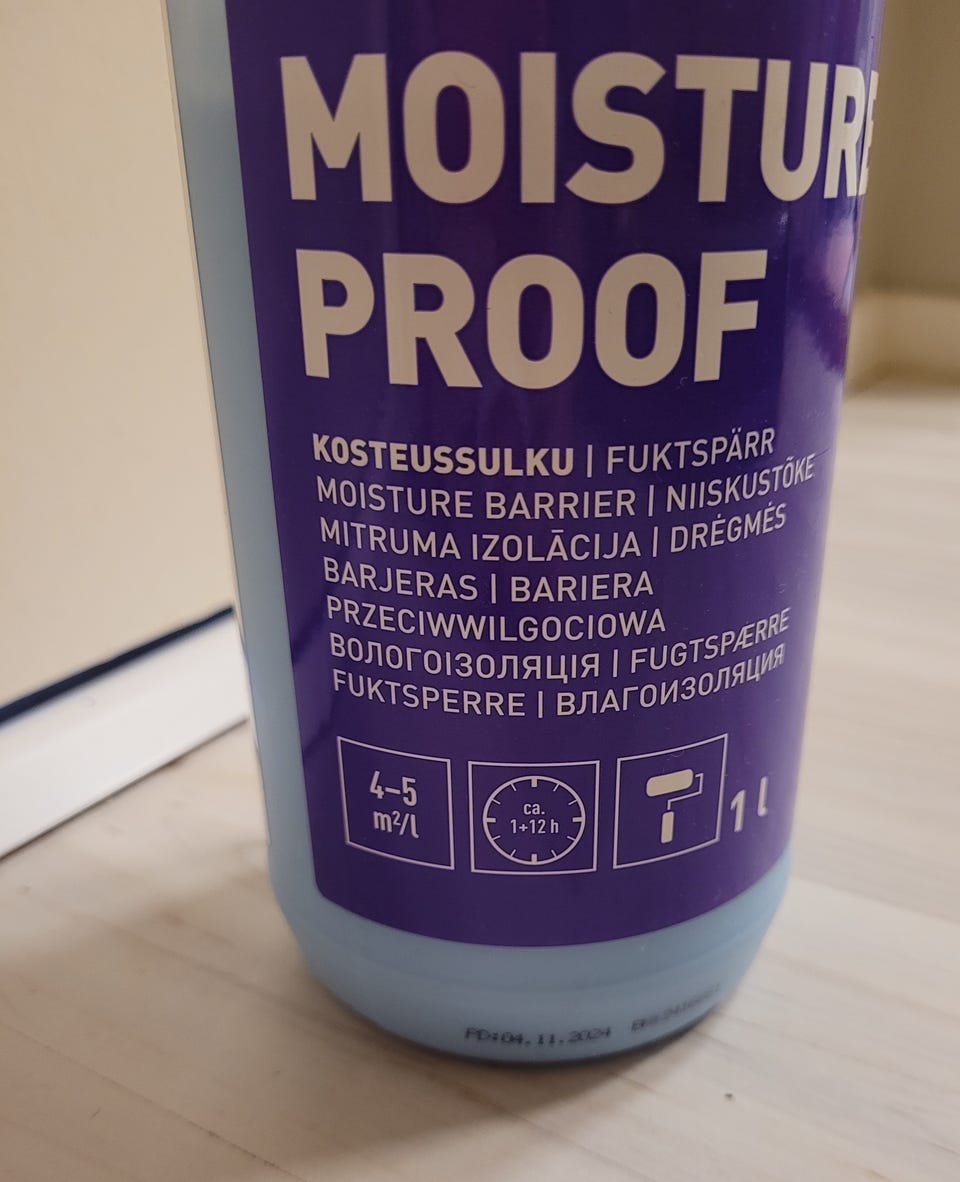 MOISTURE
PROOF
KOSTEUSSULKU | FUKTSPÄRR
MOISTURE BARRIER | NIISKUSTÕKE
MITRUMA IZOLĀCIJA | DRĖGMĖS
BARJERAS | BARIERA
PRZECIWWILGOCIOWA
ВОЛОГОІЗОЛЯЦІЯ | FUGTSPÆRRE
FUKTSPERRE | ВЛАГОИЗОЛЯЦИЯ
4–5
m²/l
ca.
1+12 h
1 l
PD:04.11.2024